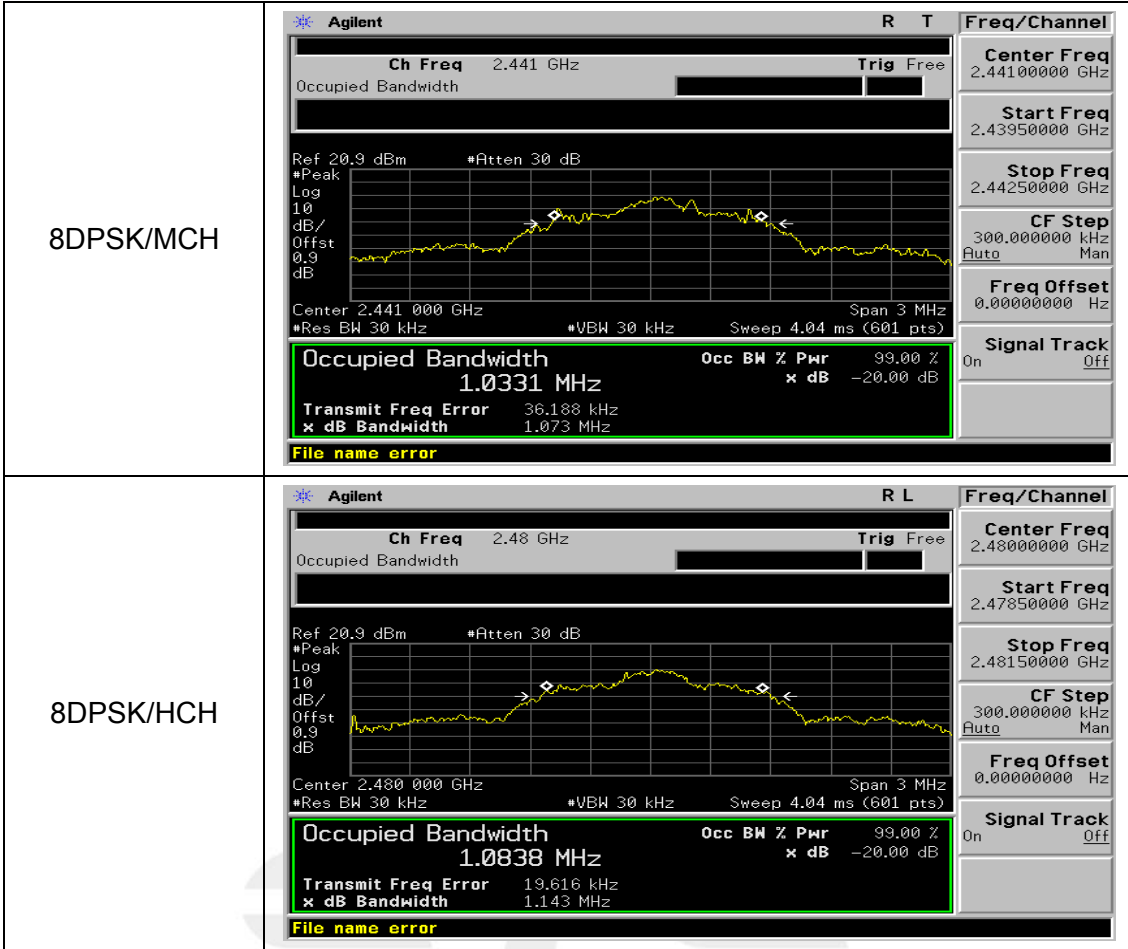 8DPSK/MCH
Agilent R T
Ch Freq 2.441 GHz Trig Free
Occupied Bandwidth
Ref 20.9 dBm #Atten 30 dB
#Peak
Log
10
dB/
Offst
0.9
dB
Center 2.441 000 GHz Span 3 MHz
#Res BW 30 kHz #VBW 30 kHz Sweep 4.04 ms (601 pts)
Occupied Bandwidth Occ BW % Pwr 99.00 %
1.0331 MHz x dB -20.00 dB
Transmit Freq Error 36.188 kHz
x dB Bandwidth 1.073 MHz
File name error
Freq/Channel
Center Freq
2.44100000 GHz
Start Freq
2.43950000 GHz
Stop Freq
2.44250000 GHz
CF Step
300.000000 kHz
Auto Man
Freq Offset
0.00000000 Hz
Signal Track
On Off
8DPSK/HCH
Agilent R L
Ch Freq 2.48 GHz Trig Free
Occupied Bandwidth
Ref 20.9 dBm #Atten 30 dB
#Peak
Log
10
dB/
Offst
0.9
dB
Center 2.480 000 GHz Span 3 MHz
#Res BW 30 kHz #VBW 30 kHz Sweep 4.04 ms (601 pts)
Occupied Bandwidth Occ BW % Pwr 99.00 %
1.0838 MHz x dB -20.00 dB
Transmit Freq Error 19.616 kHz
x dB Bandwidth 1.143 MHz
File name error
Freq/Channel
Center Freq
2.48000000 GHz
Start Freq
2.47850000 GHz
Stop Freq
2.48150000 GHz
CF Step
300.000000 kHz
Auto Man
Freq Offset
0.00000000 Hz
Signal Track
On Off